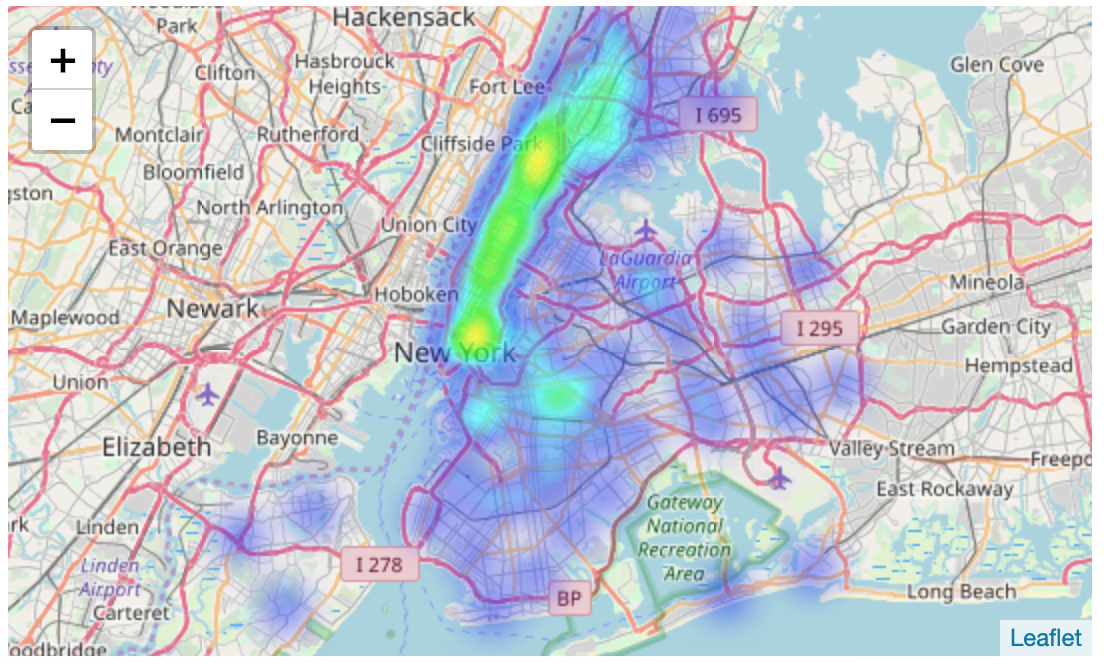 Park
Hackensack
+
Hasbrouck
Heights
Clifton
Fort Lee
Glen Cove
−
I 695
Montclair
Rutherford
Cliffside Park
Bloomfield
North Arlington
Union City
East Orange
LaGuardia
Airport
Mineola
Hoboken
Newark
Maplewood
I 295
Garden City
New York
Hempstead
Union
Bayonne
Elizabeth
Valley Stream
East Rockaway
Gateway
National
Recreation
Area
Linden
I 278
Linden
Airport
BP
Long Beach
Carteret
Leaflet